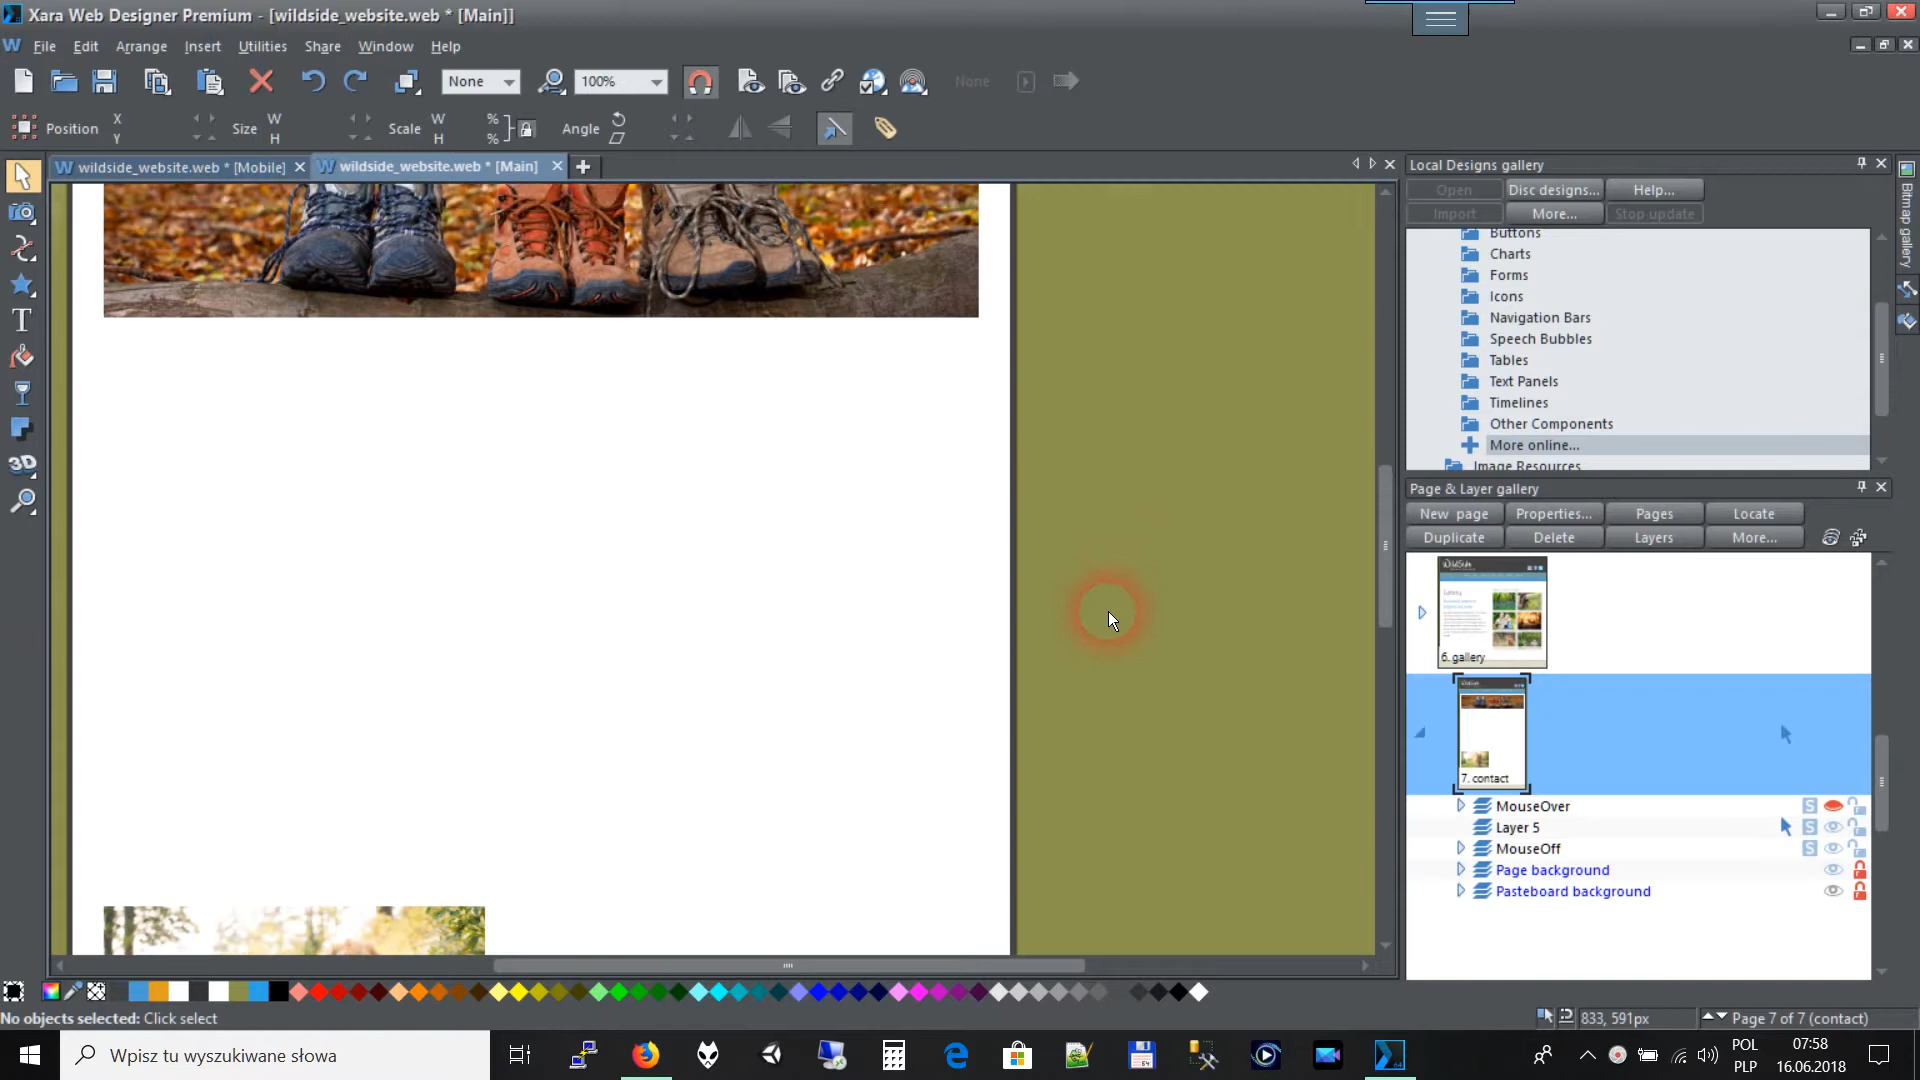 Xara Web Designer Premium - [wildside_website.web * [Main]]
W File Edit Arrange Insert Utilities Share Window Help
None 100% None
Position X Y Size W H Scale W H % % Angle
W wildside_website.web * [Mobile] W wildside_website.web * [Main]
Local Designs gallery
Open Disc designs... Help...
Import More... Stop update
Bitmap gallery
Buttons
Charts
Forms
Icons
Navigation Bars
Speech Bubbles
Tables
Text Panels
Timelines
Other Components
More online...
Image Resources
Page & Layer gallery
New page Properties... Pages Locate
Duplicate Delete Layers More...
6. gallery
7. contact
MouseOver S
Layer 5 S
MouseOff S
Page background
Pasteboard background
T
3D
No objects selected: Click select
833, 591px Page 7 of 7 (contact)
Wpisz tu wyszukiwane słowa
POL 07:58
PLP 16.06.2018